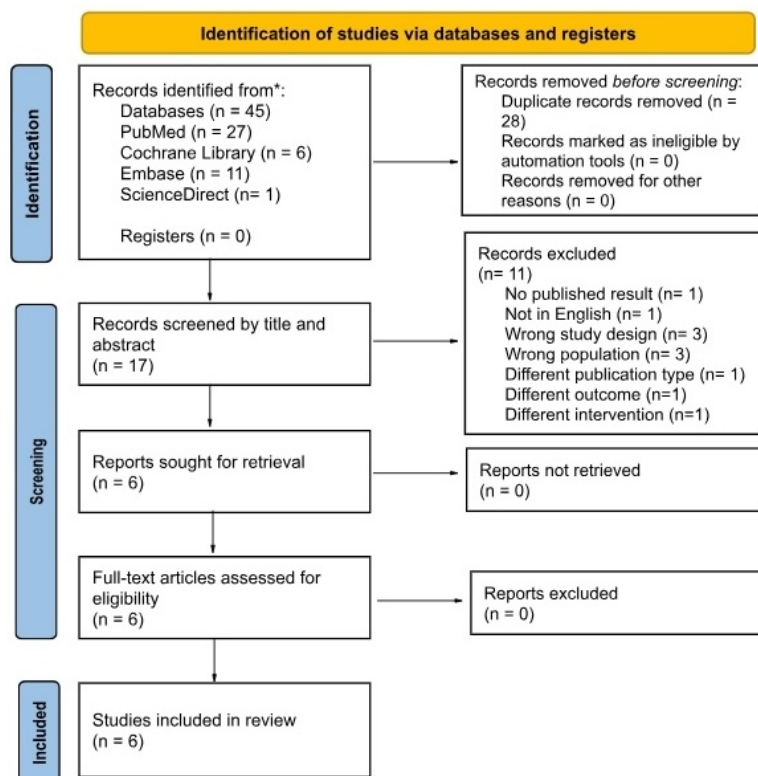 Identification of studies via databases and registers
Identification
Records identified from*:
Databases (n = 45)
PubMed (n = 27)
Cochrane Library (n = 6)
Embase (n = 11)
ScienceDirect (n= 1)
Registers (n = 0)
Records removed before screening:
Duplicate records removed (n =
28)
Records marked as ineligible by
automation tools (n = 0)
Records removed for other
reasons (n = 0)
Screening
Records screened by title and
abstract
(n = 17)
Records excluded
(n= 11)
No published result (n= 1)
Not in English (n= 1)
Wrong study design (n= 3)
Wrong population (n= 3)
Different publication type (n= 1)
Different outcome (n=1)
Different intervention (n=1)
Reports sought for retrieval
(n = 6)
Reports not retrieved
(n = 0)
Full-text articles assessed for
eligibility
(n = 6)
Reports excluded
(n = 0)
Included
Studies included in review
(n = 6)